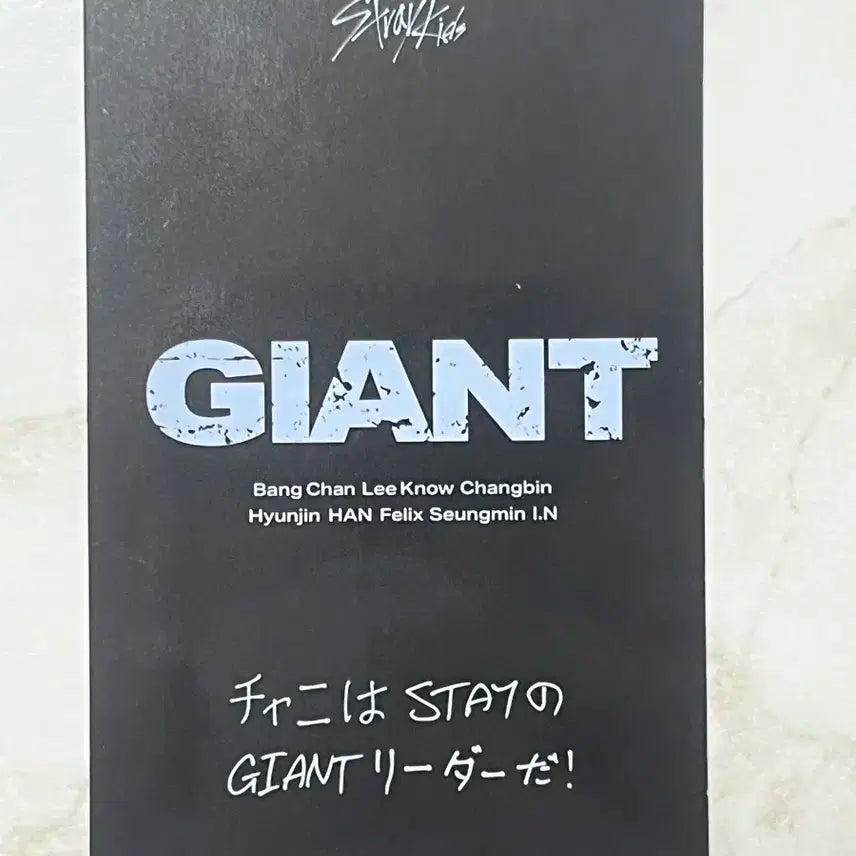 Stray Kids
GIANT
Bang Chan Lee Know Changbin
Hyunjin HAN Felix Seungmin I.N
チャニは STAYの
GIANTリーダーだ!